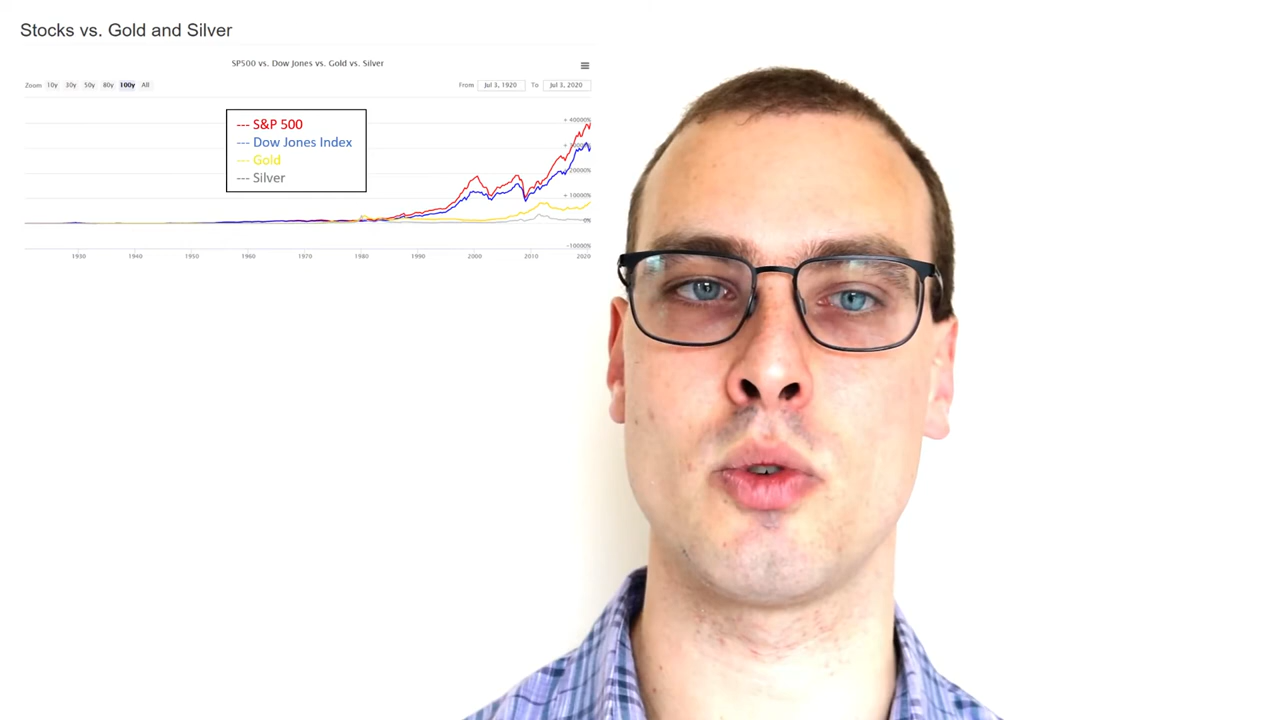 Stocks vs. Gold and Silver
SP500 vs. Dow Jones vs. Gold vs. Silver
Zoom 10y 30y 50y 80y 100y All
From Jul 3, 1920 To Jul 3, 2020
--- S&P 500
--- Dow Jones Index
--- Gold
--- Silver
+ 40000%
+ 10000%
0%
-10000%
1930 1940 1950 1960 1970 1980 1990 2000 2010 2020